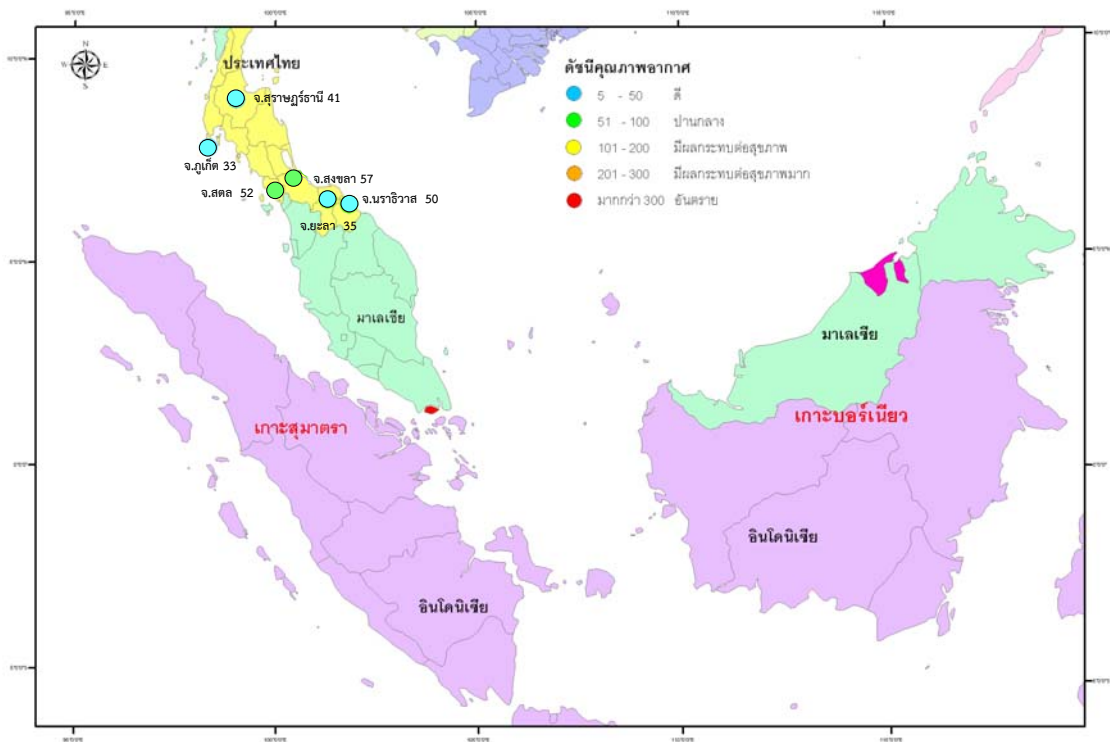 N
W E
S
ประเทศไทย
จ.สุราษฏร์ธานี 41
จ.ภูเก็ต 33
จ.สงขลา 57
จ.สตล 52
จ.นราธิวาส 50
จ.ยะลา 35
ดัชนีคุณภาพอากาศ
5 - 50 ดี
51 - 100 ปานกลาง
101 - 200 มีผลกระทบต่อสุขภาพ
201 - 300 มีผลกระทบต่อสุขภาพมาก
มากกว่า 300 อันตราย
มาเลเซีย
มาเลเซีย
เกาะสุมาตรา
เกาะบอร์เนียว
อินโดนิเซีย
อินโดนิเซีย